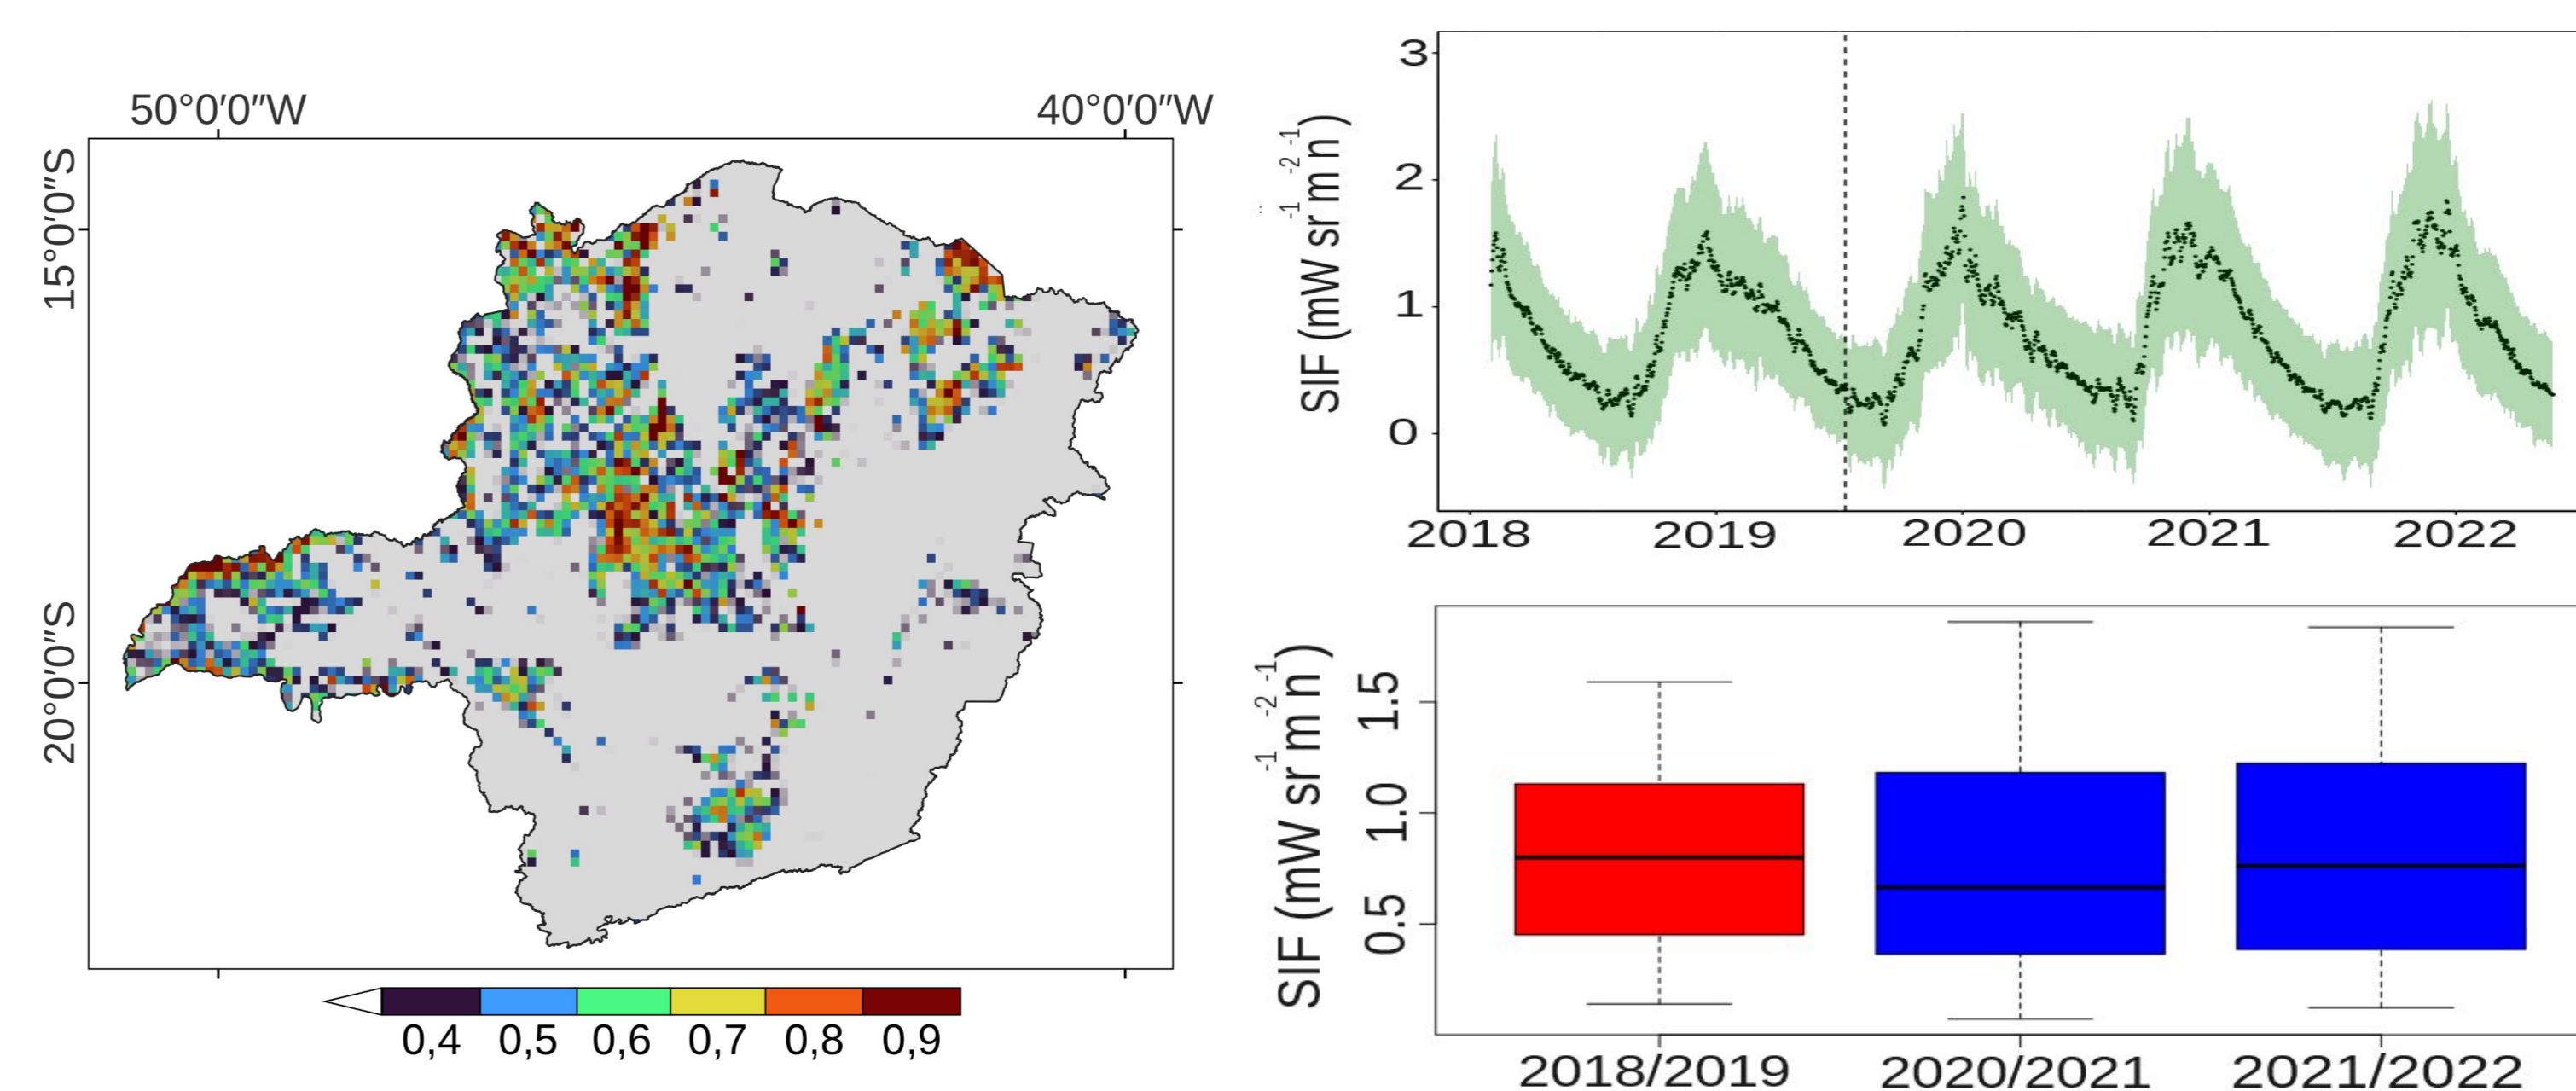 50°0′0″W 40°0′0″W
15°0′0″S
20°0′0″S
0,4 0,5 0,6 0,7 0,8 0,9
SIF (mW sr⁻¹ m⁻² n⁻¹)
3
2
1
0
2018 2019 2020 2021 2022
SIF (mW sr⁻¹ m⁻² n⁻¹)
1.5
1.0
0.5
2018/2019 2020/2021 2021/2022